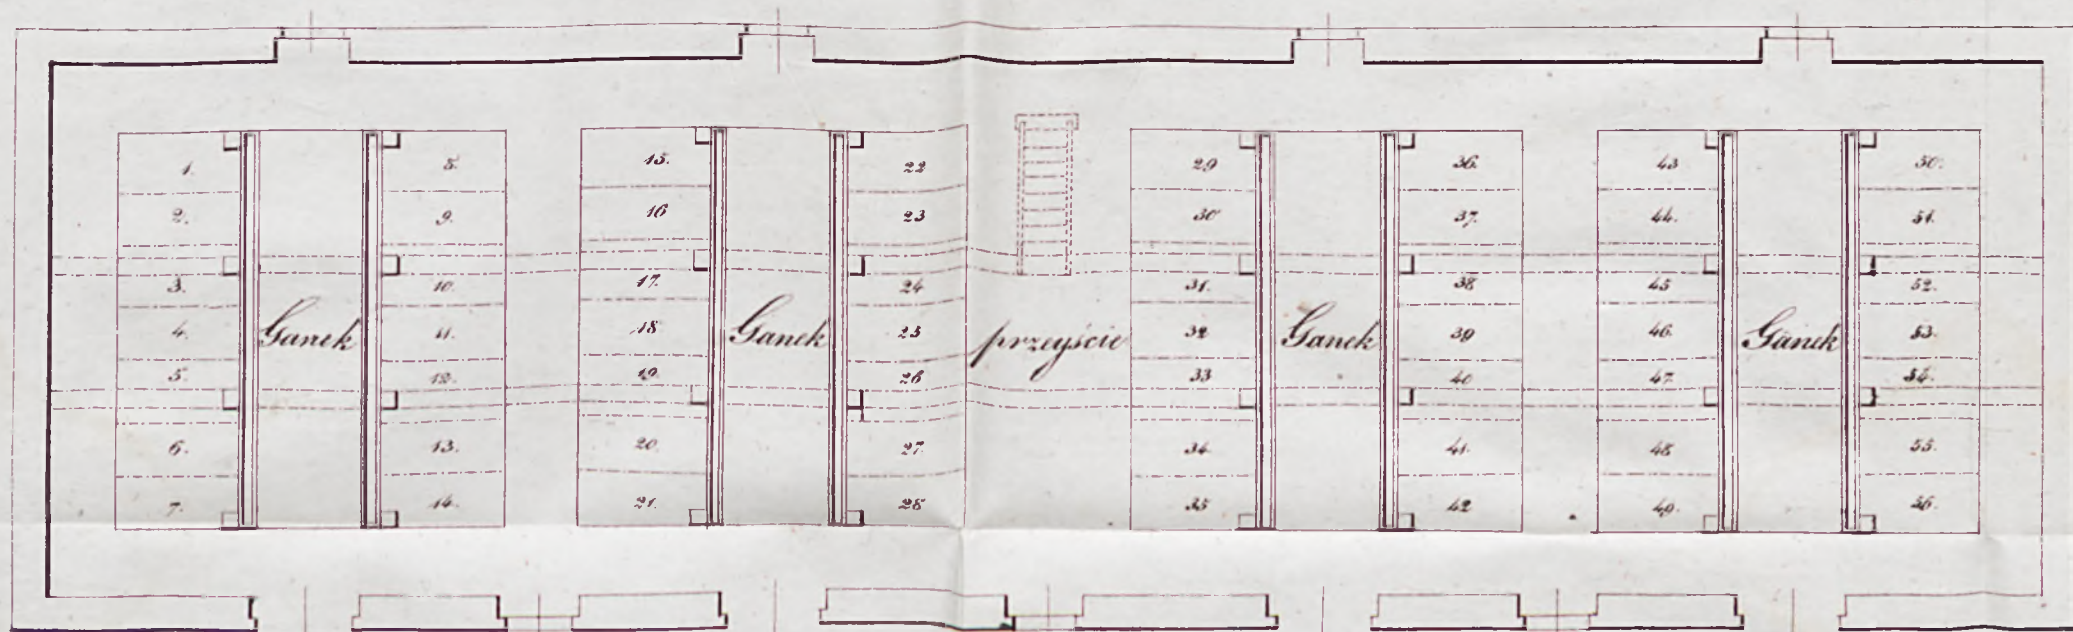 1. 8. 15. 22 29 36. 43 50.
2. 9. 16 23 30 37. 44. 51.
3. 10. 17. 24 31. 38 45 52.
4. Ganek 11. 18 Ganek 25 przeyście 32 Ganek 39 46. Ganek 53.
5. 12. 19. 26 33 40 47. 54.
6. 13. 20. 27. 34 41. 48 55.
7. 14. 21. 28 35 42 49. 56.